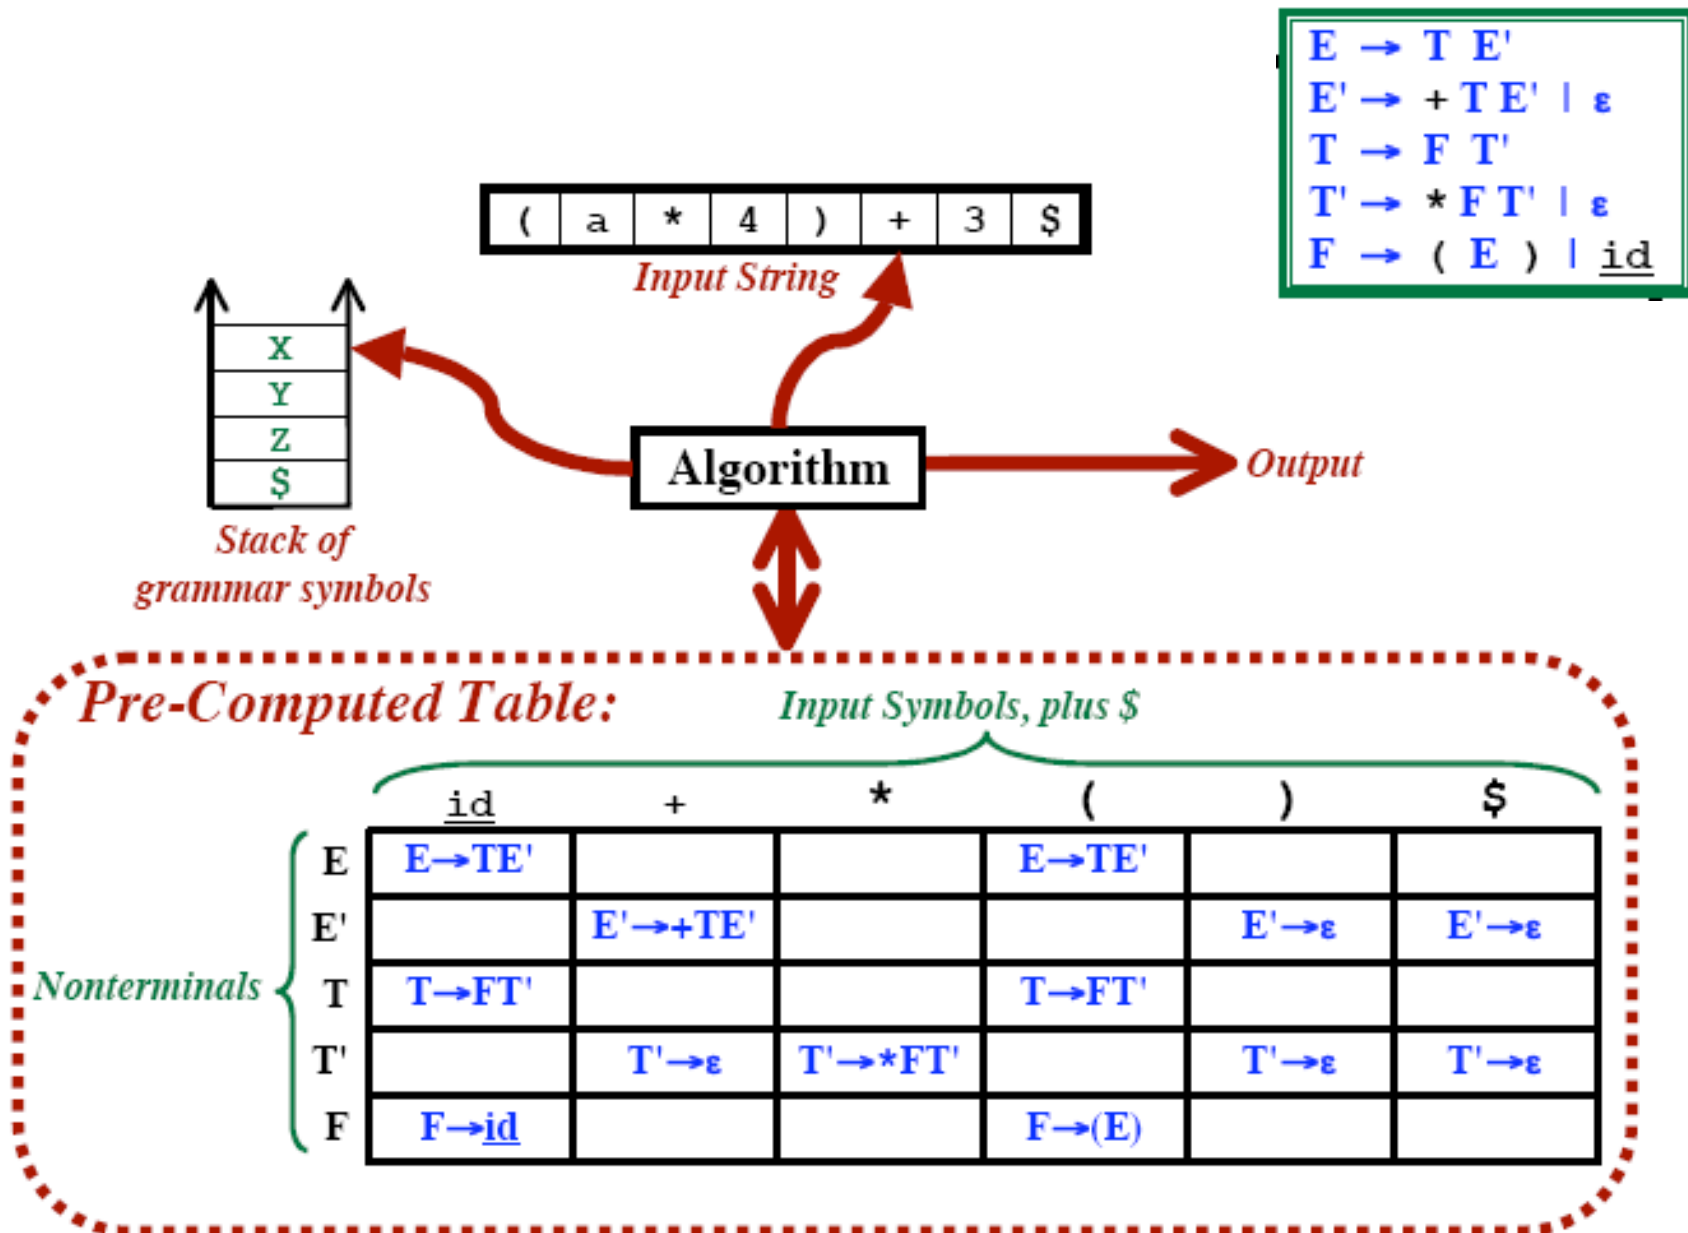 E → T E'
E' → + T E' | ε
T → F T'
T' → * F T' | ε
F → ( E ) | id
( a * 4 ) + 3 $
Input String
X
Y
Z
$
Stack of
grammar symbols
Algorithm
Output
Pre-Computed Table:
Input Symbols, plus $
id + * ( ) $
E E→TE' E→TE'
E' E'→+TE' E'→ε E'→ε
Nonterminals
T T→FT' T→FT'
T' T'→ε T'→*FT' T'→ε T'→ε
F F→id F→(E)